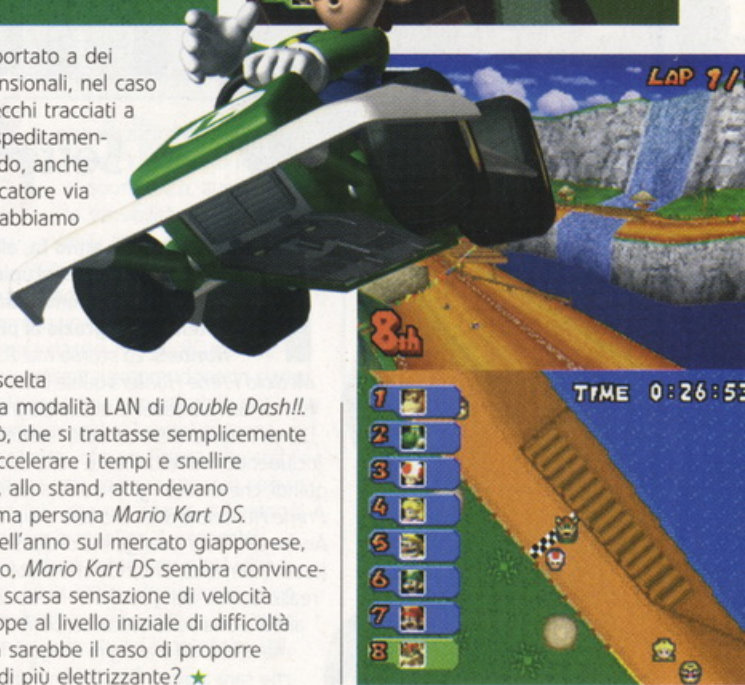 portato a dei
nsionali, nel caso
ecchi tracciati a
speditamen-
do, anche
catore via
abbiamo
scelta
a modalità LAN di Double Dash!!.
ò, che si trattasse semplicemente
ccelerare i tempi e snellire
, allo stand, attendevano
ma persona Mario Kart DS.
ell'anno sul mercato giapponese,
o, Mario Kart DS sembra convince-
scarsa sensazione di velocità
ppe al livello iniziale di difficoltà
sarebbe il caso di proporre
di più elettrizzante? ★
LAP 1/
8th
TIME 0:26:53
1
2
3
4
5
6
7
8